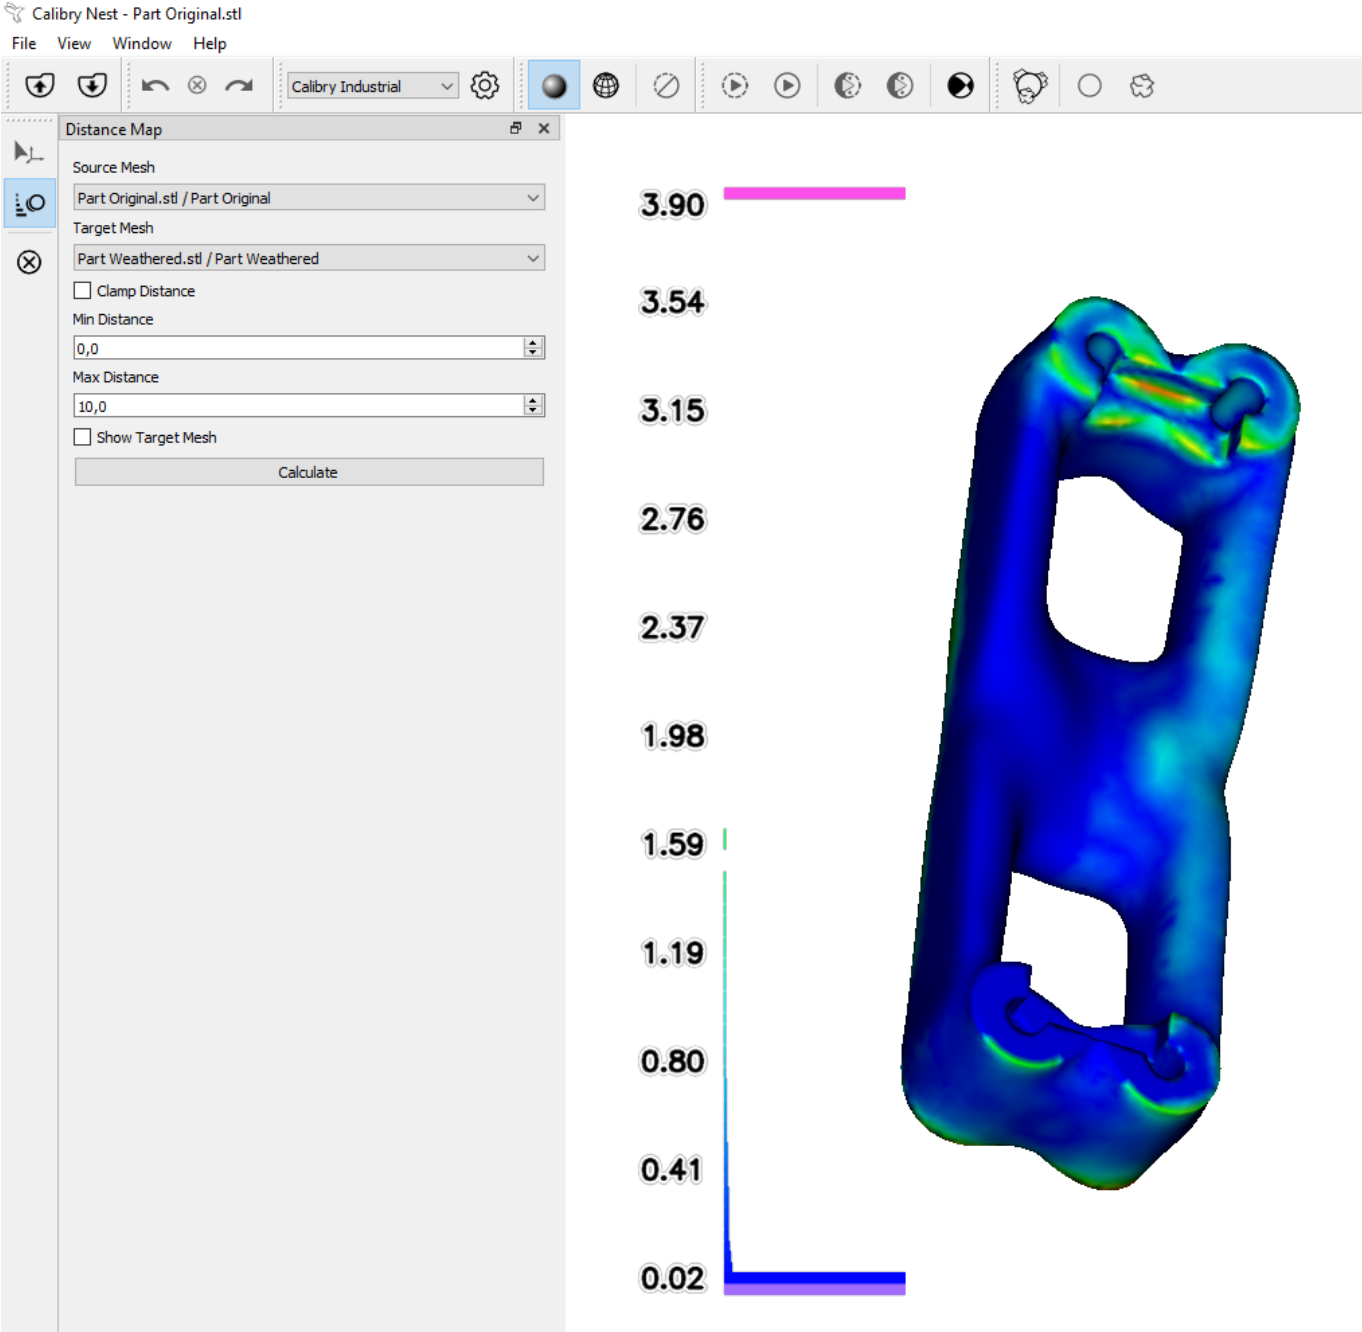 Calibry Nest - Part Original.stl
File View Window Help
Calibry Industrial
Distance Map
Source Mesh
Part Original.stl / Part Original
Target Mesh
Part Weathered.stl / Part Weathered
Clamp Distance
Min Distance
0,0
Max Distance
10,0
Show Target Mesh
Calculate
3.90
3.54
3.15
2.76
2.37
1.98
1.59
1.19
0.80
0.41
0.02